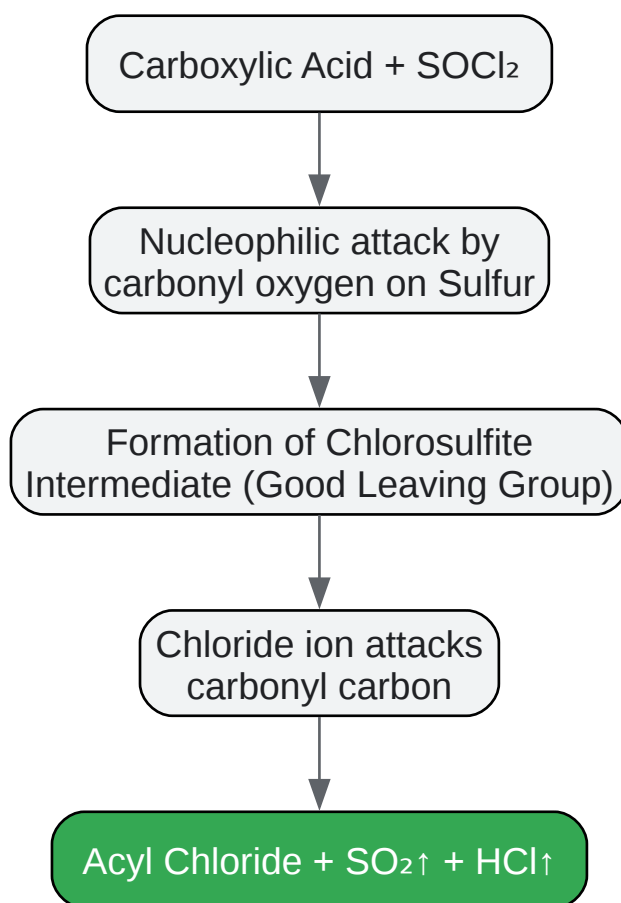 Carboxylic Acid + SOCl₂
Nucleophilic attack by
carbonyl oxygen on Sulfur
Formation of Chlorosulfite
Intermediate (Good Leaving Group)
Chloride ion attacks
carbonyl carbon
Acyl Chloride + SO₂↑ + HCl↑